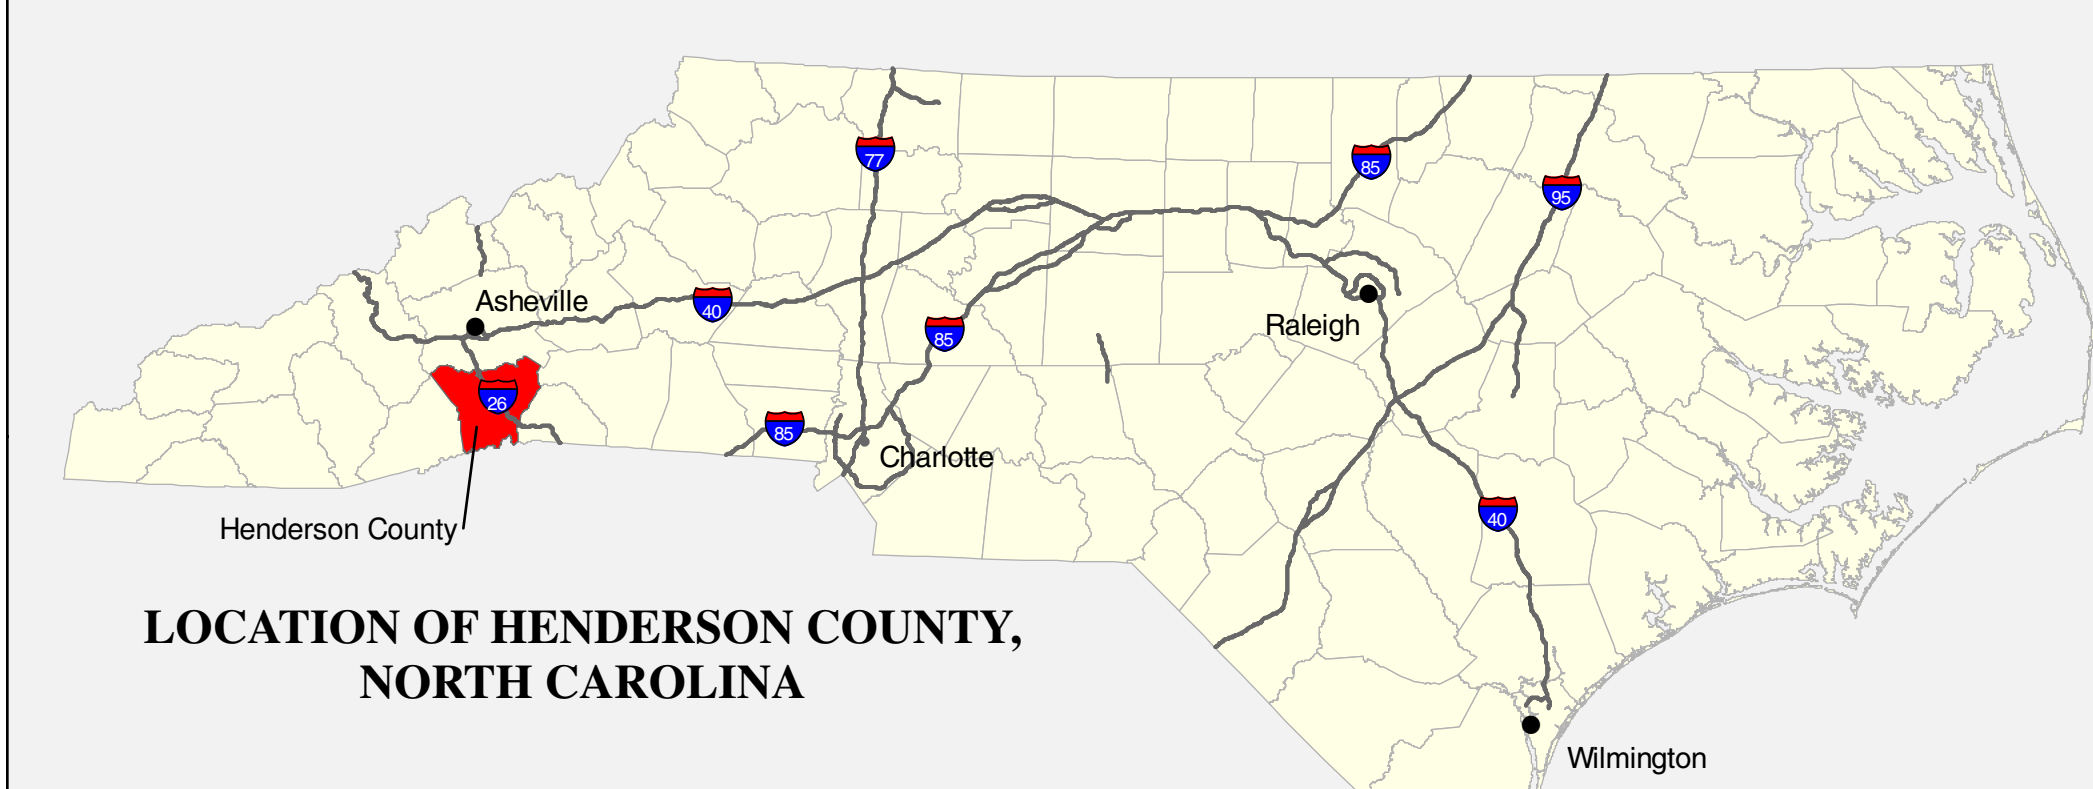 77
85
95
Asheville
40
85
Raleigh
26
85
Charlotte
40
Henderson County
LOCATION OF HENDERSON COUNTY,
NORTH CAROLINA
Wilmington